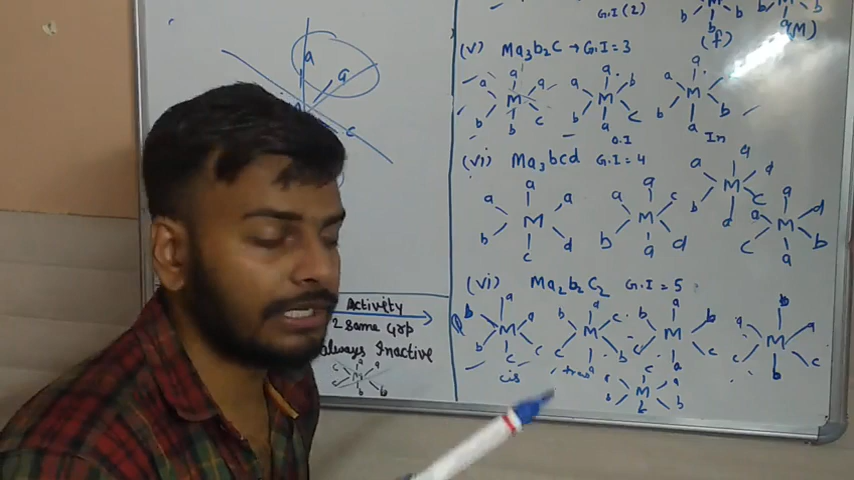 a
a
c
Activity
2 Same Grp
always Inactive
c a a
c M
b b
G.I (2)
b M b
b
(f)
(M)
(v) Ma₃b₂C → G.I = 3
a a a
M
b b c
a a b
M
b a c
a a
M
b b
a
O.I
In
(vi) Ma₃bcd G.I = 4
a a a
M
b c d
a a c
M
b a d
a a d
M
b a c
a a d
M
c a b
(vi) Ma₂b₂C₂ G.I = 5
b a
M a
b c c
cis
b a c
M
c a b
trans
b a b
M
c a c
a b a
M
b c
a c a
M
b c b